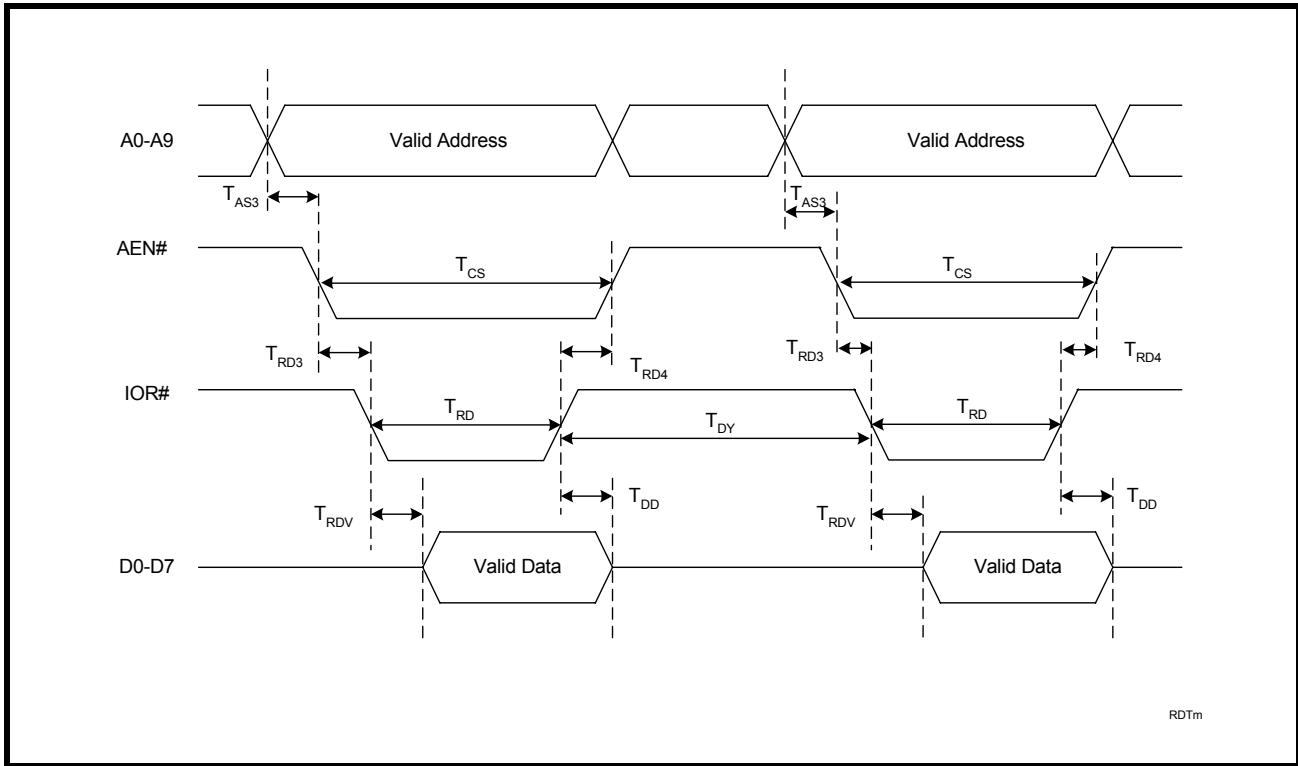 A0-A9 Valid Address Valid Address
TAS3 TAS3
AEN# TCS TCS
TRD3 TRD4 TRD3 TRD4
IOR# TRD TDY TRD
TRDV TDD TRDV TDD
D0-D7 Valid Data Valid Data
RDTm